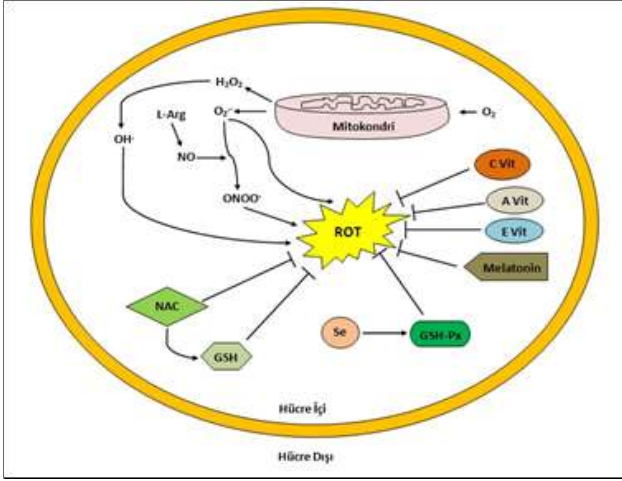 H₂O₂
L-Arg
O₂⁻
O₂
Mitokondri
OH·
NO
ONOO⁻
C Vit
A Vit
E Vit
ROT
Melatonin
NAC
Se
GSH-Px
GSH
Hücre İçi
Hücre Dışı